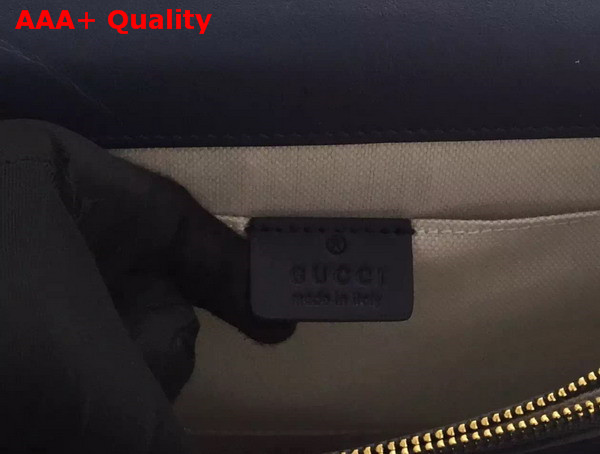 AAA+ Quality
®
GUCCI
made in italy